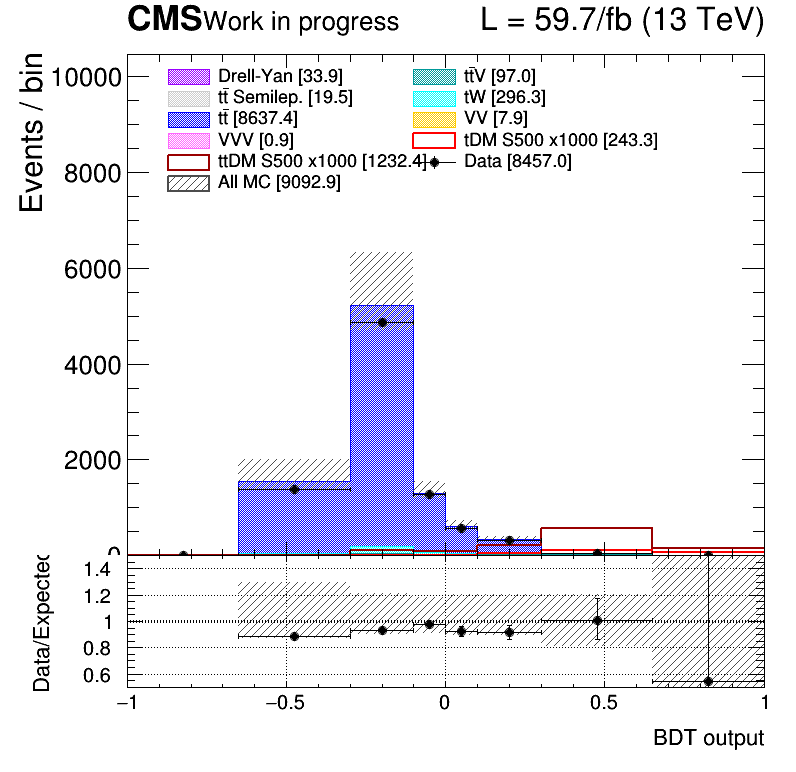 CMS Work in progress L = 59.7/fb (13 TeV)
Events / bin
10000
8000
6000
4000
2000
0
Drell-Yan [33.9]
tt̄V [97.0]
tt̄ Semilep. [19.5]
tW [296.3]
tt̄ [8637.4]
VV [7.9]
VVV [0.9]
tDM S500 x1000 [243.3]
ttDM S500 x1000 [1232.4]
Data [8457.0]
All MC [9092.9]
Data/Expected
1.4
1.2
1
0.8
0.6
−1 −0.5 0 0.5 1
BDT output